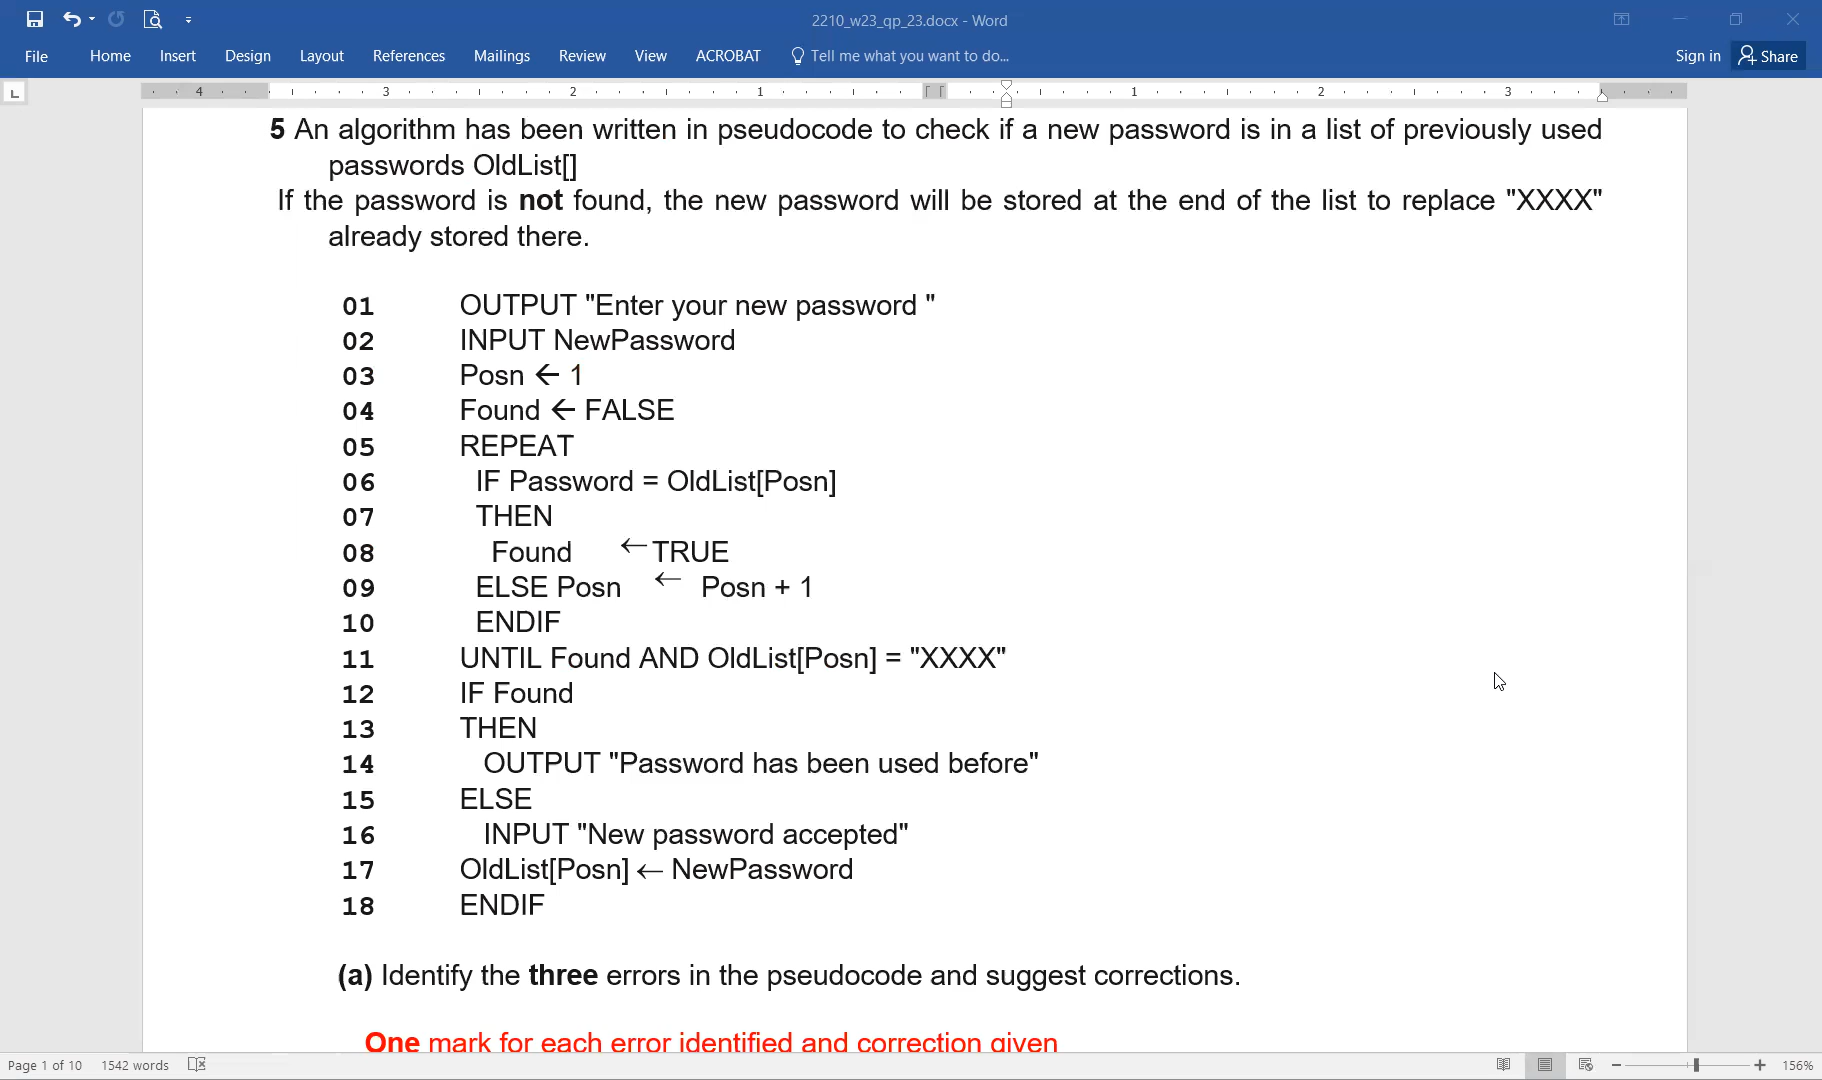 2210_w23_qp_23.docx - Word
File Home Insert Design Layout References Mailings Review View ACROBAT Tell me what you want to do... Sign in Share
L 4 3 2 1 1 2 3
5 An algorithm has been written in pseudocode to check if a new password is in a list of previously used
passwords OldList[]
If the password is not found, the new password will be stored at the end of the list to replace "XXXX"
already stored there.
01 OUTPUT "Enter your new password "
02 INPUT NewPassword
03 Posn ← 1
04 Found ← FALSE
05 REPEAT
06 IF Password = OldList[Posn]
07 THEN
08 Found ← TRUE
09 ELSE Posn ← Posn + 1
10 ENDIF
11 UNTIL Found AND OldList[Posn] = "XXXX"
12 IF Found
13 THEN
14 OUTPUT "Password has been used before"
15 ELSE
16 INPUT "New password accepted"
17 OldList[Posn] ← NewPassword
18 ENDIF
(a) Identify the three errors in the pseudocode and suggest corrections.
One mark for each error identified and correction given
Page 1 of 10 1542 words 156%